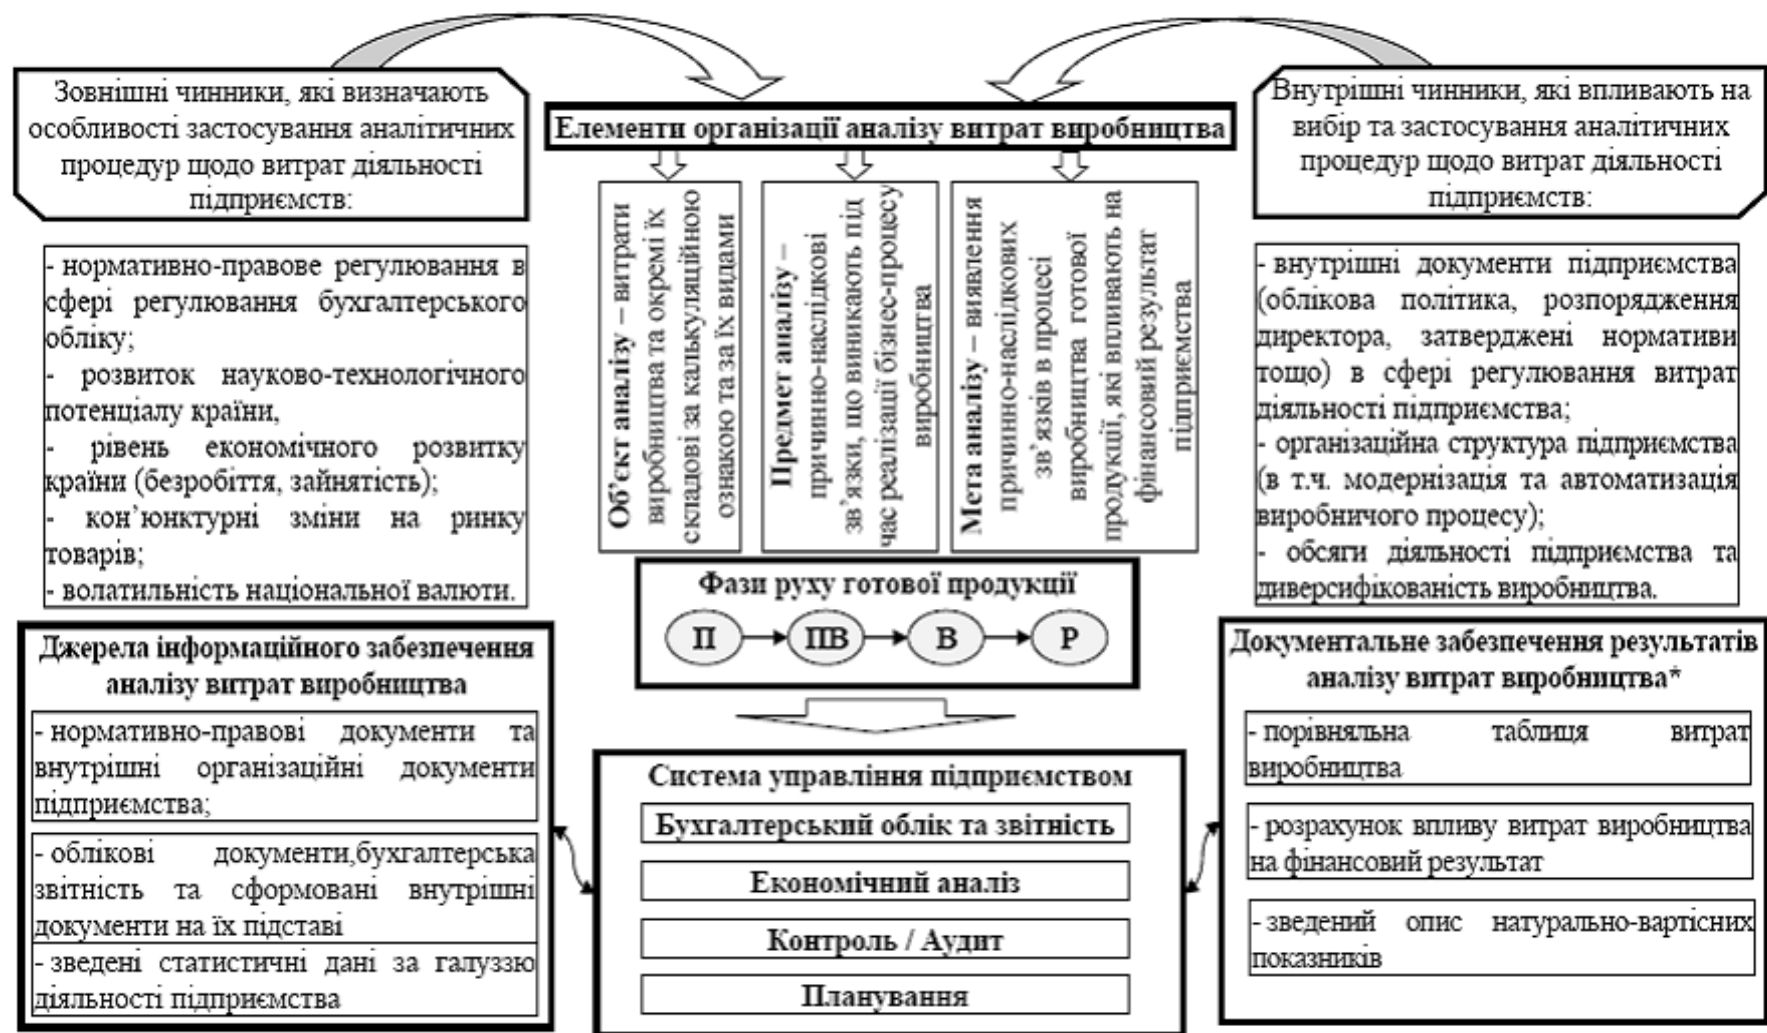 Зовнішні чинники, які визначають
особливості застосування аналітичних
процедур щодо витрат діяльності
підприємств:
- нормативно-правове регулювання в
сфері регулювання бухгалтерського
обліку;
- розвиток науково-технологічного
потенціалу країни,
- рівень економічного розвитку
країни (безробіття, зайнятість);
- кон’юнктурні зміни на ринку
товарів;
- волатильність національної валюти.
Елементи організації аналізу витрат виробництва
Об’єкт аналізу – витрати
виробництва та окремі їх
складові за калькуляційною
ознакою та за їх видами
Предмет аналізу –
причинно-наслідкові
зв’язки, що виникають під
час реалізації бізнес-процесу
виробництва
Мета аналізу – виявлення
причинно-наслідкових
зв’язків в процесі
виробництва готової
продукції, які впливають на
фінансовий результат
підприємства
Внутрішні чинники, які впливають на
вибір та застосування аналітичних
процедур щодо витрат діяльності
підприємств:
- внутрішні документи підприємства
(облікова політика, розпорядження
директора, затверджені нормативи
тощо) в сфері регулювання витрат
діяльності підприємства;
- організаційна структура підприємства
(в т.ч. модернізація та автоматизація
виробничого процесу);
- обсяги діяльності підприємства та
диверсифікованість виробництва.
Фази руху готової продукції
П ПВ В Р
Джерела інформаційного забезпечення
аналізу витрат виробництва
- нормативно-правові документи та
внутрішні організаційні документи
підприємства;
- облікові документи,бухгалтерська
звітність та сформовані внутрішні
документи на їх підставі
- зведені статистичні дані за галуззю
діяльності підприємства
Система управління підприємством
Бухгалтерський облік та звітність
Економічний аналіз
Контроль / Аудит
Планування
Документальне забезпечення результатів
аналізу витрат виробництва*
- порівняльна таблиця витрат
виробництва
- розрахунок впливу витрат виробництва
на фінансовий результат
- зведений опис натурально-вартісних
показників